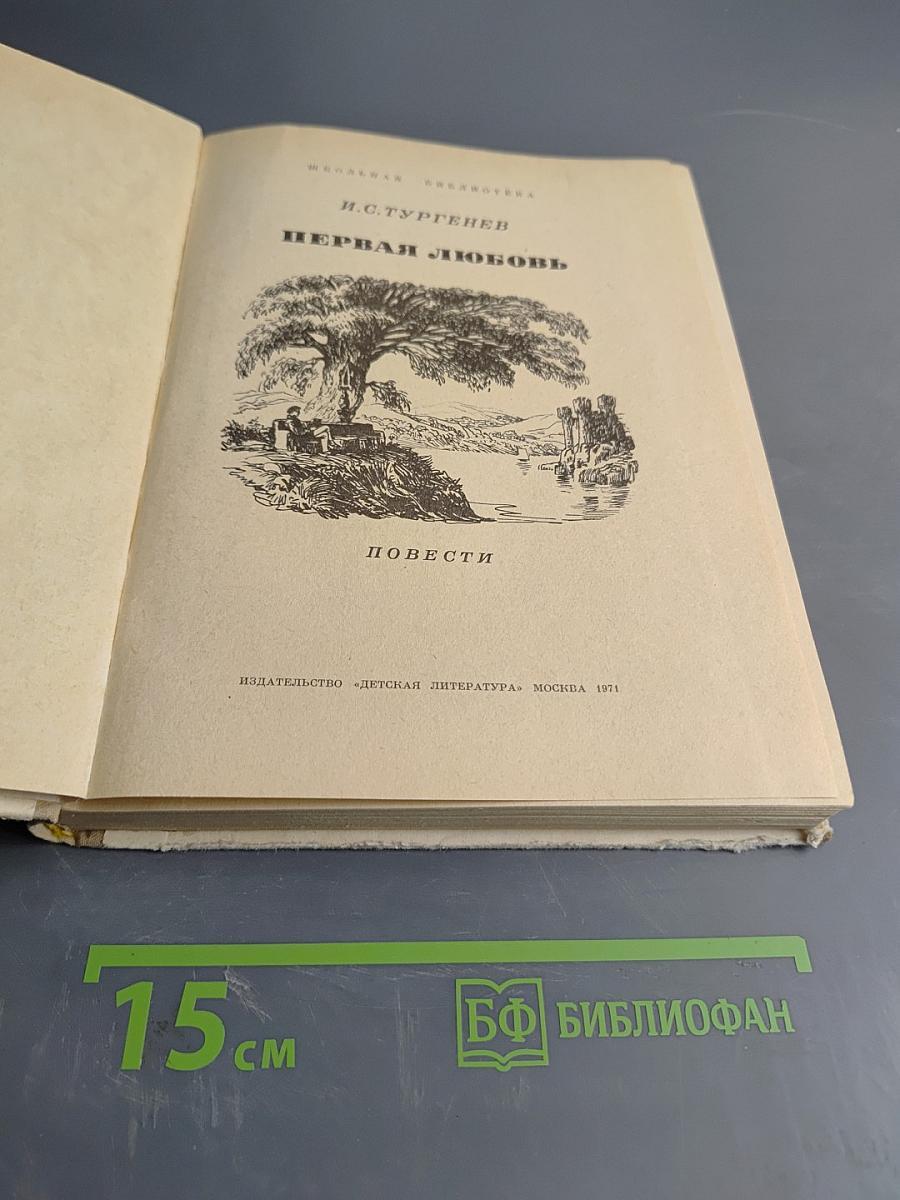 ШКОЛЬНАЯ БИБЛИОТЕКА
И.С.ТУРГЕНЕВ
ПЕРВАЯ ЛЮБОВЬ
ПОВЕСТИ
ИЗДАТЕЛЬСТВО «ДЕТСКАЯ ЛИТЕРАТУРА» МОСКВА 1971
15 см
БФ БИБЛИОФАН